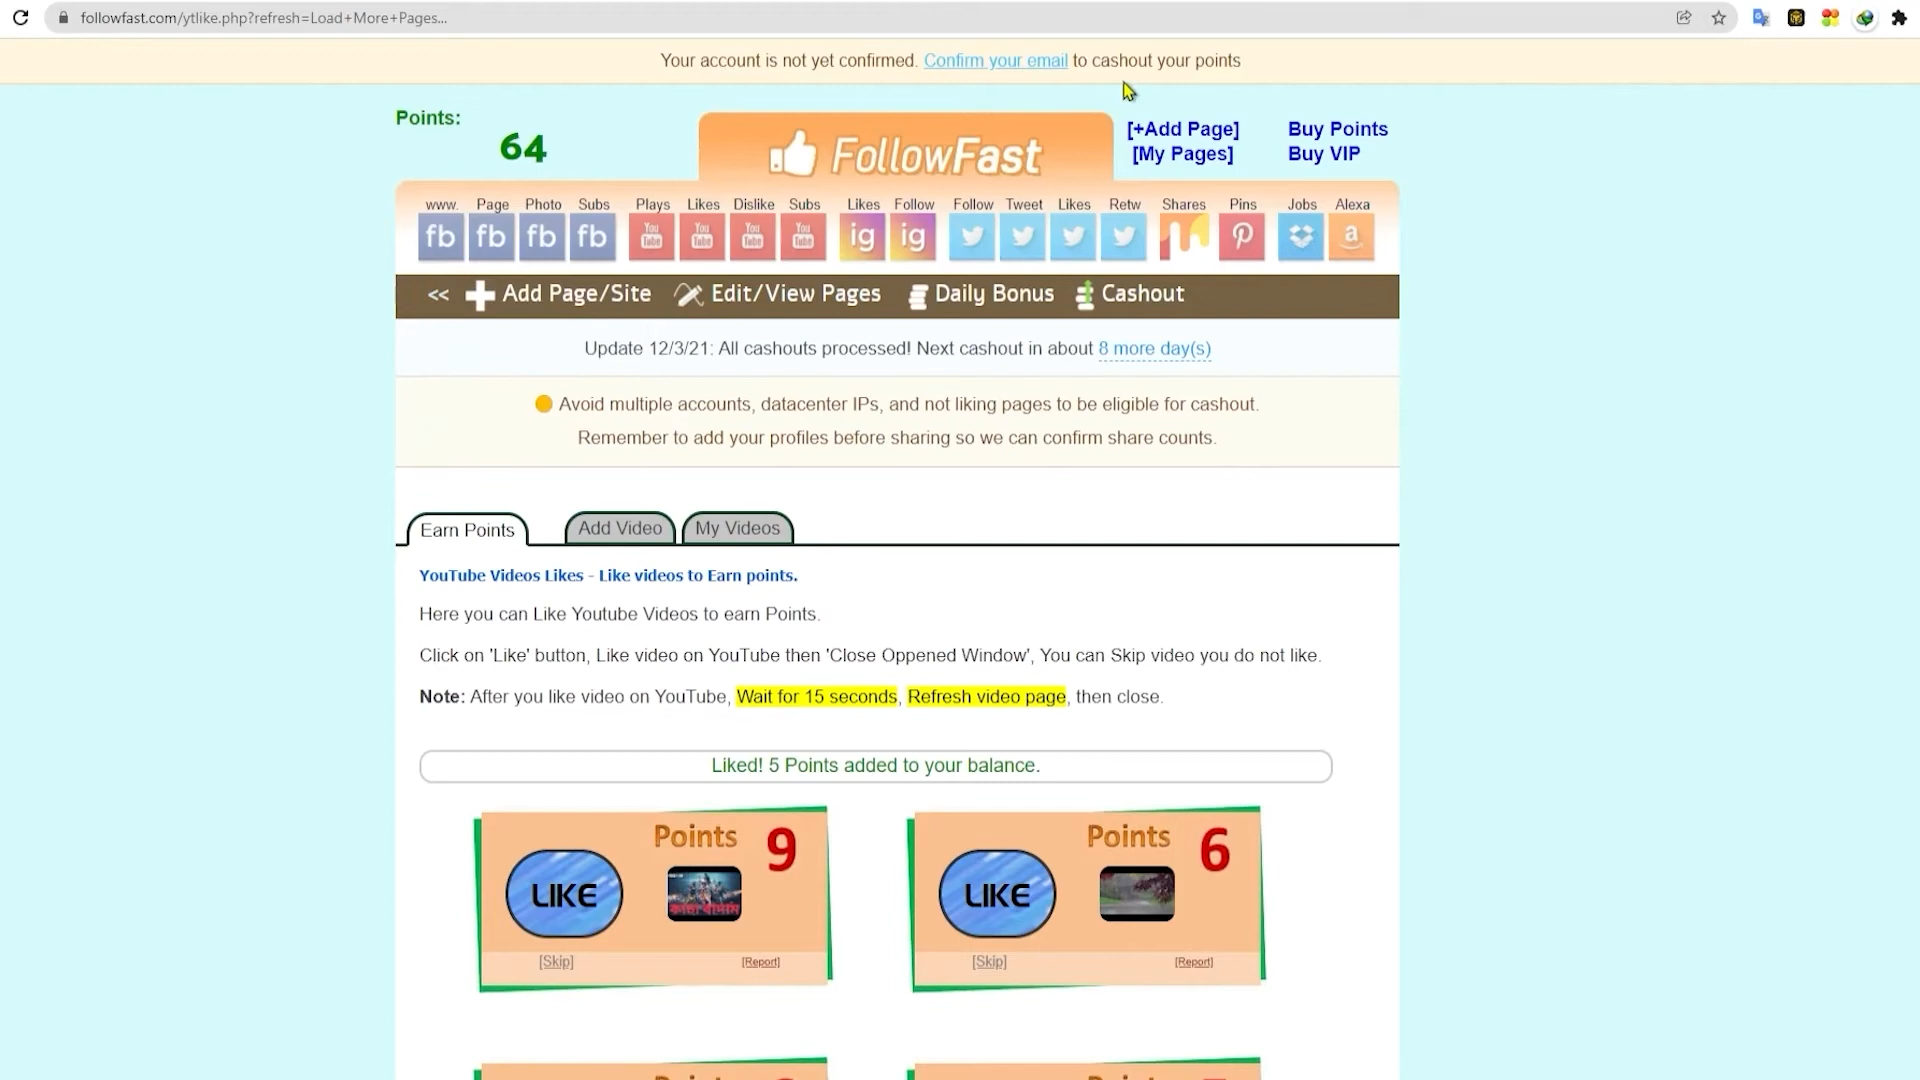 followfast.com/ytlike.php?refresh=Load+More+Pages...
Your account is not yet confirmed. Confirm your email to cashout your points
Points:
64
FollowFast
[+Add Page]
[My Pages]
Buy Points
Buy VIP
www. Page Photo Subs Plays Likes Dislike Subs Likes Follow Follow Tweet Likes Retw Shares Pins Jobs Alexa
fb fb fb fb You Tube You Tube You Tube You Tube ig ig a
<< Add Page/Site Edit/View Pages Daily Bonus Cashout
Update 12/3/21: All cashouts processed! Next cashout in about 8 more day(s)
Avoid multiple accounts, datacenter IPs, and not liking pages to be eligible for cashout.
Remember to add your profiles before sharing so we can confirm share counts.
Earn Points Add Video My Videos
YouTube Videos Likes - Like videos to Earn points.
Here you can Like Youtube Videos to earn Points.
Click on 'Like' button, Like video on YouTube then 'Close Oppened Window', You can Skip video you do not like.
Note: After you like video on YouTube, Wait for 15 seconds, Refresh video page, then close.
Liked! 5 Points added to your balance.
Points 9
LIKE
কাঁচা বাদাম
[Skip] [Report]
Points 6
LIKE
[Skip] [Report]